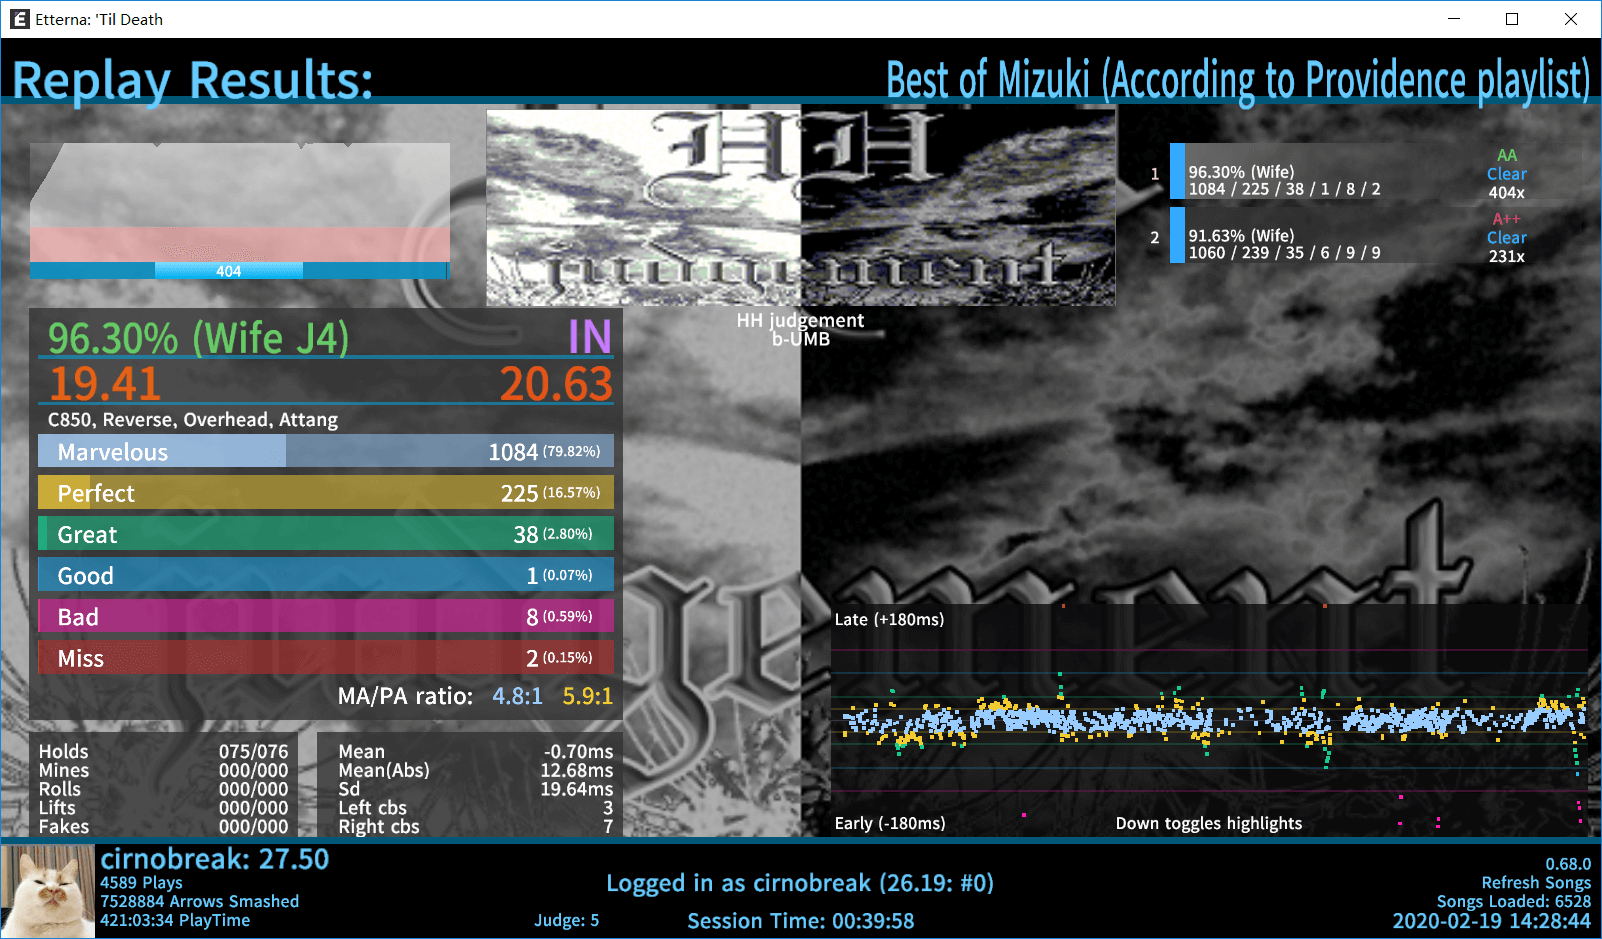 Etterna: 'Til Death
Replay Results:
Best of Mizuki (According to Providence playlist)
HH
judgement
404
1
96.30% (Wife)
1084 / 225 / 38 / 1 / 8 / 2
AA
Clear
404x
2
91.63% (Wife)
1060 / 239 / 35 / 6 / 9 / 9
A++
Clear
231x
HH judgement
b-UMB
96.30% (Wife J4) IN
19.41 20.63
C850, Reverse, Overhead, Attang
Marvelous 1084 (79.82%)
Perfect 225 (16.57%)
Great 38 (2.80%)
Good 1 (0.07%)
Bad 8 (0.59%)
Miss 2 (0.15%)
MA/PA ratio: 4.8:1 5.9:1
Holds 075/076
Mines 000/000
Rolls 000/000
Lifts 000/000
Fakes 000/000
Mean -0.70ms
Mean(Abs) 12.68ms
Sd 19.64ms
Left cbs 3
Right cbs 7
Late (+180ms)
Early (-180ms)
Down toggles highlights
cirnobreak: 27.50
4589 Plays
7528884 Arrows Smashed
421:03:34 PlayTime
Judge: 5
Logged in as cirnobreak (26.19: #0)
Session Time: 00:39:58
0.68.0
Refresh Songs
Songs Loaded: 6528
2020-02-19 14:28:44